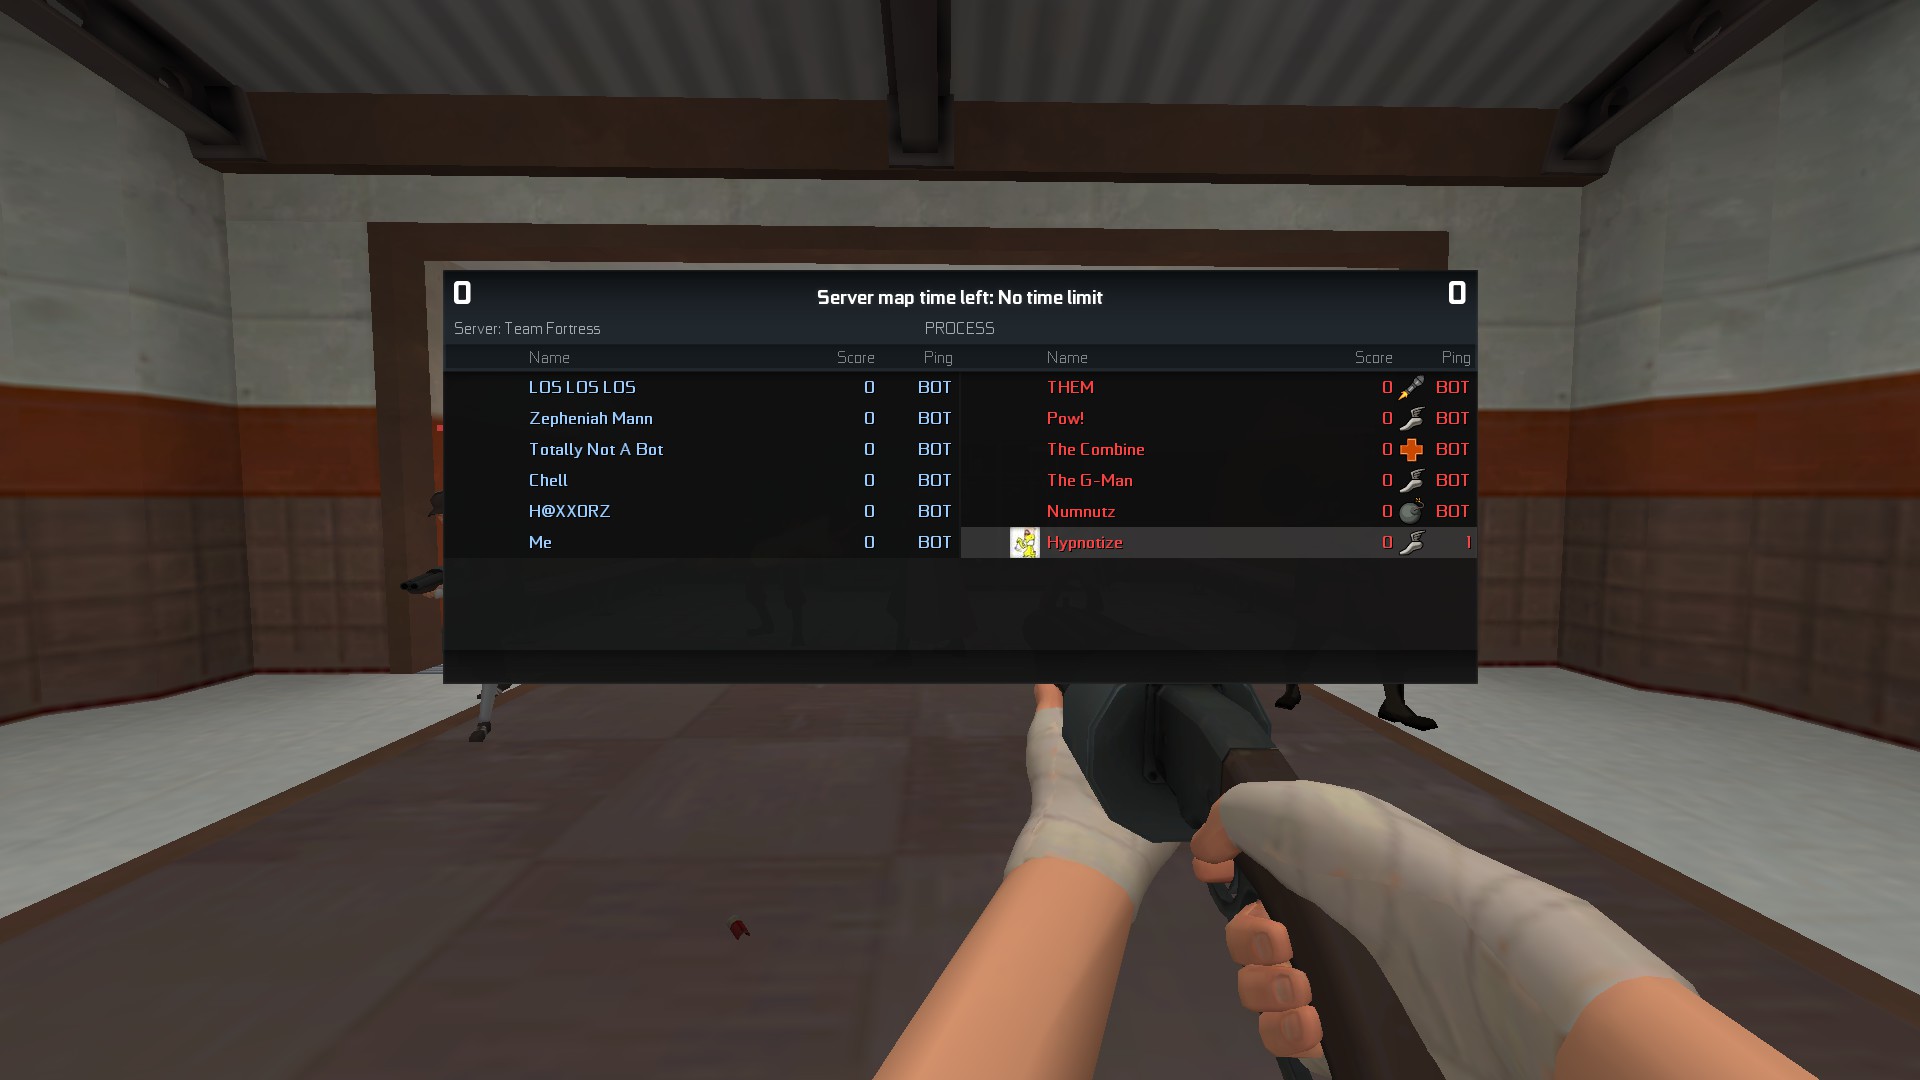 0 Server map time left: No time limit 0
Server: Team Fortress PROCESS
Name Score Ping Name Score Ping
LOS LOS LOS 0 BOT THEM 0 BOT
Zepheniah Mann 0 BOT Pow! 0 BOT
Totally Not A Bot 0 BOT The Combine 0 BOT
Chell 0 BOT The G-Man 0 BOT
H@XX0RZ 0 BOT Numnutz 0 BOT
Me 0 BOT Hypnotize 0 1